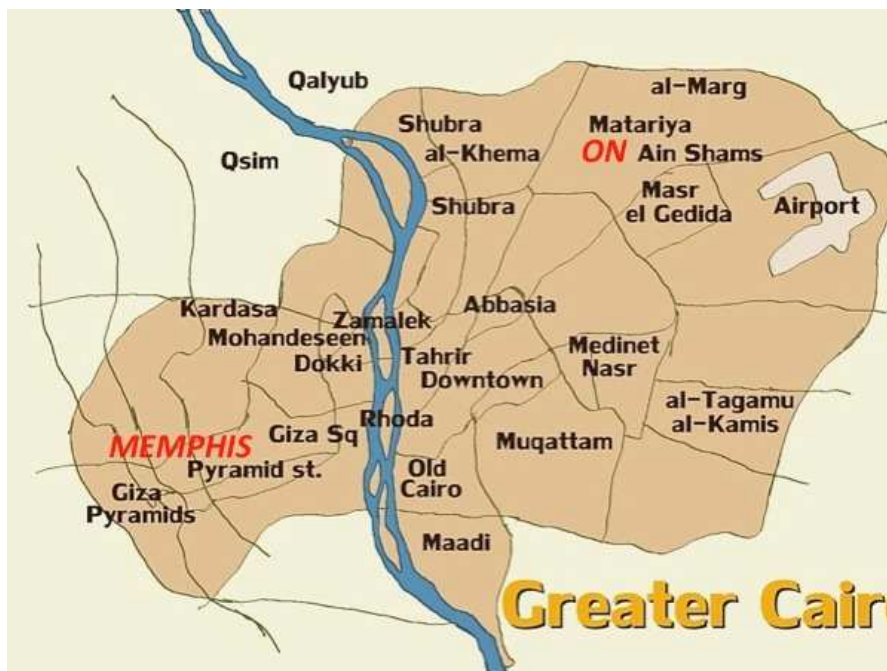 al-Marg
Qalyub
Shubra
al-Khema
Matariya
ON Ain Shams
Qsim
Masr
el Gedida
Airport
Shubra
Kardasa
Zamalek
Abbasia
Mohandeseen
Dokki
Tahrir
Downtown
Medinet
Nasr
al-Tagamu
al-Kamis
Rhoda
Giza Sq
MEMPHIS
Muqattam
Pyramid st.
Old
Cairo
Giza
Pyramids
Maadi
Greater Cair